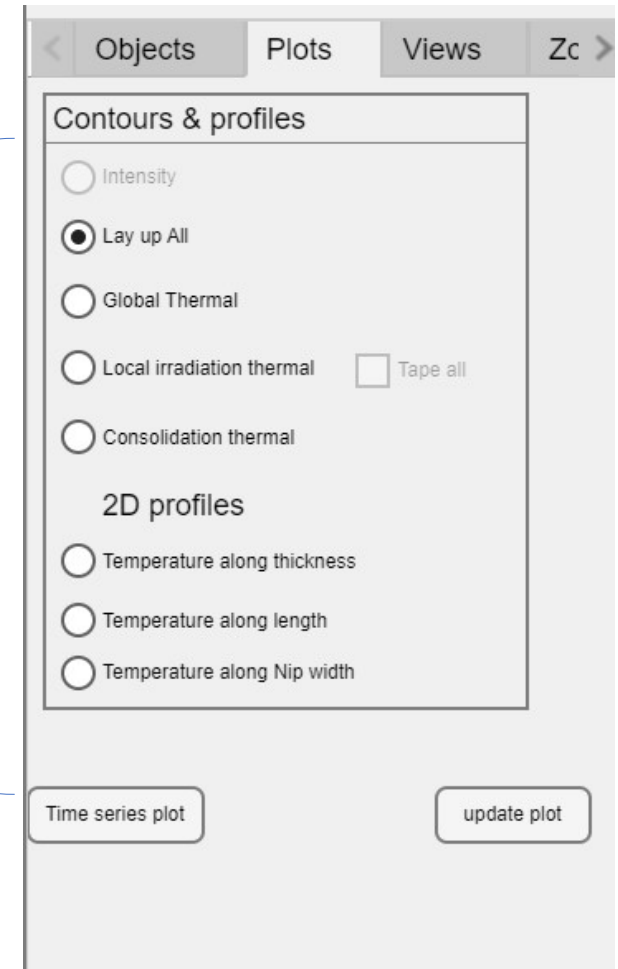 Objects Plots Views Zc
Contours & profiles
Intensity
Lay up All
Global Thermal
Local irradiation thermal Tape all
Consolidation thermal
2D profiles
Temperature along thickness
Temperature along length
Temperature along Nip width
Time series plot update plot